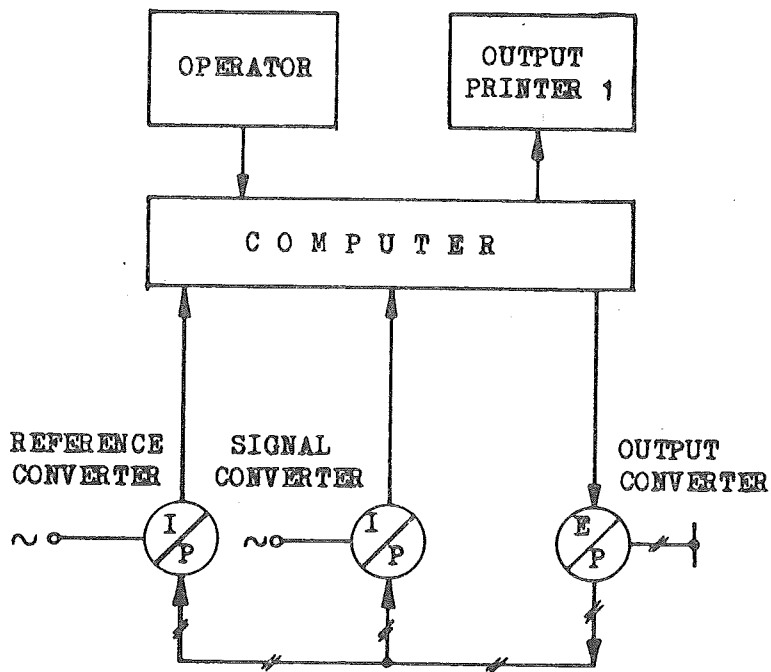 OPERATOR
OUTPUT
PRINTER 1
COMPUTER
REFERENCE
CONVERTER
SIGNAL
CONVERTER
OUTPUT
CONVERTER
~
I
P
~
I
P
E
P